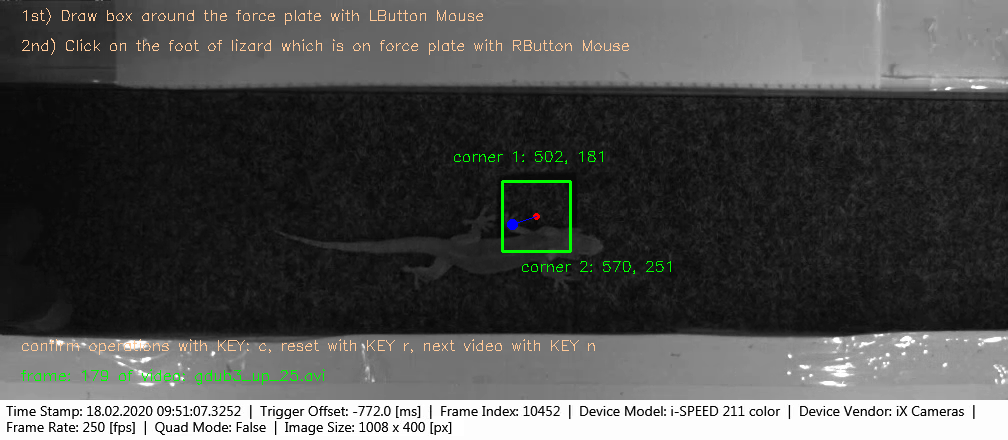 1st) Draw box around the force plate with LButton Mouse
2nd) Click on the foot of lizard which is on force plate with RButton Mouse
corner 1: 502, 181
corner 2: 570, 251
confirm operations with KEY: c, reset with KEY r, next video with KEY n
frame: 178 of video: gdub3_up_25.avi
Time Stamp: 18.02.2020 09:51:07.3252 | Trigger Offset: -772.0 [ms] | Frame Index: 10452 | Device Model: i-SPEED 211 color | Device Vendor: iX Cameras |
Frame Rate: 250 [fps] | Quad Mode: False | Image Size: 1008 x 400 [px]